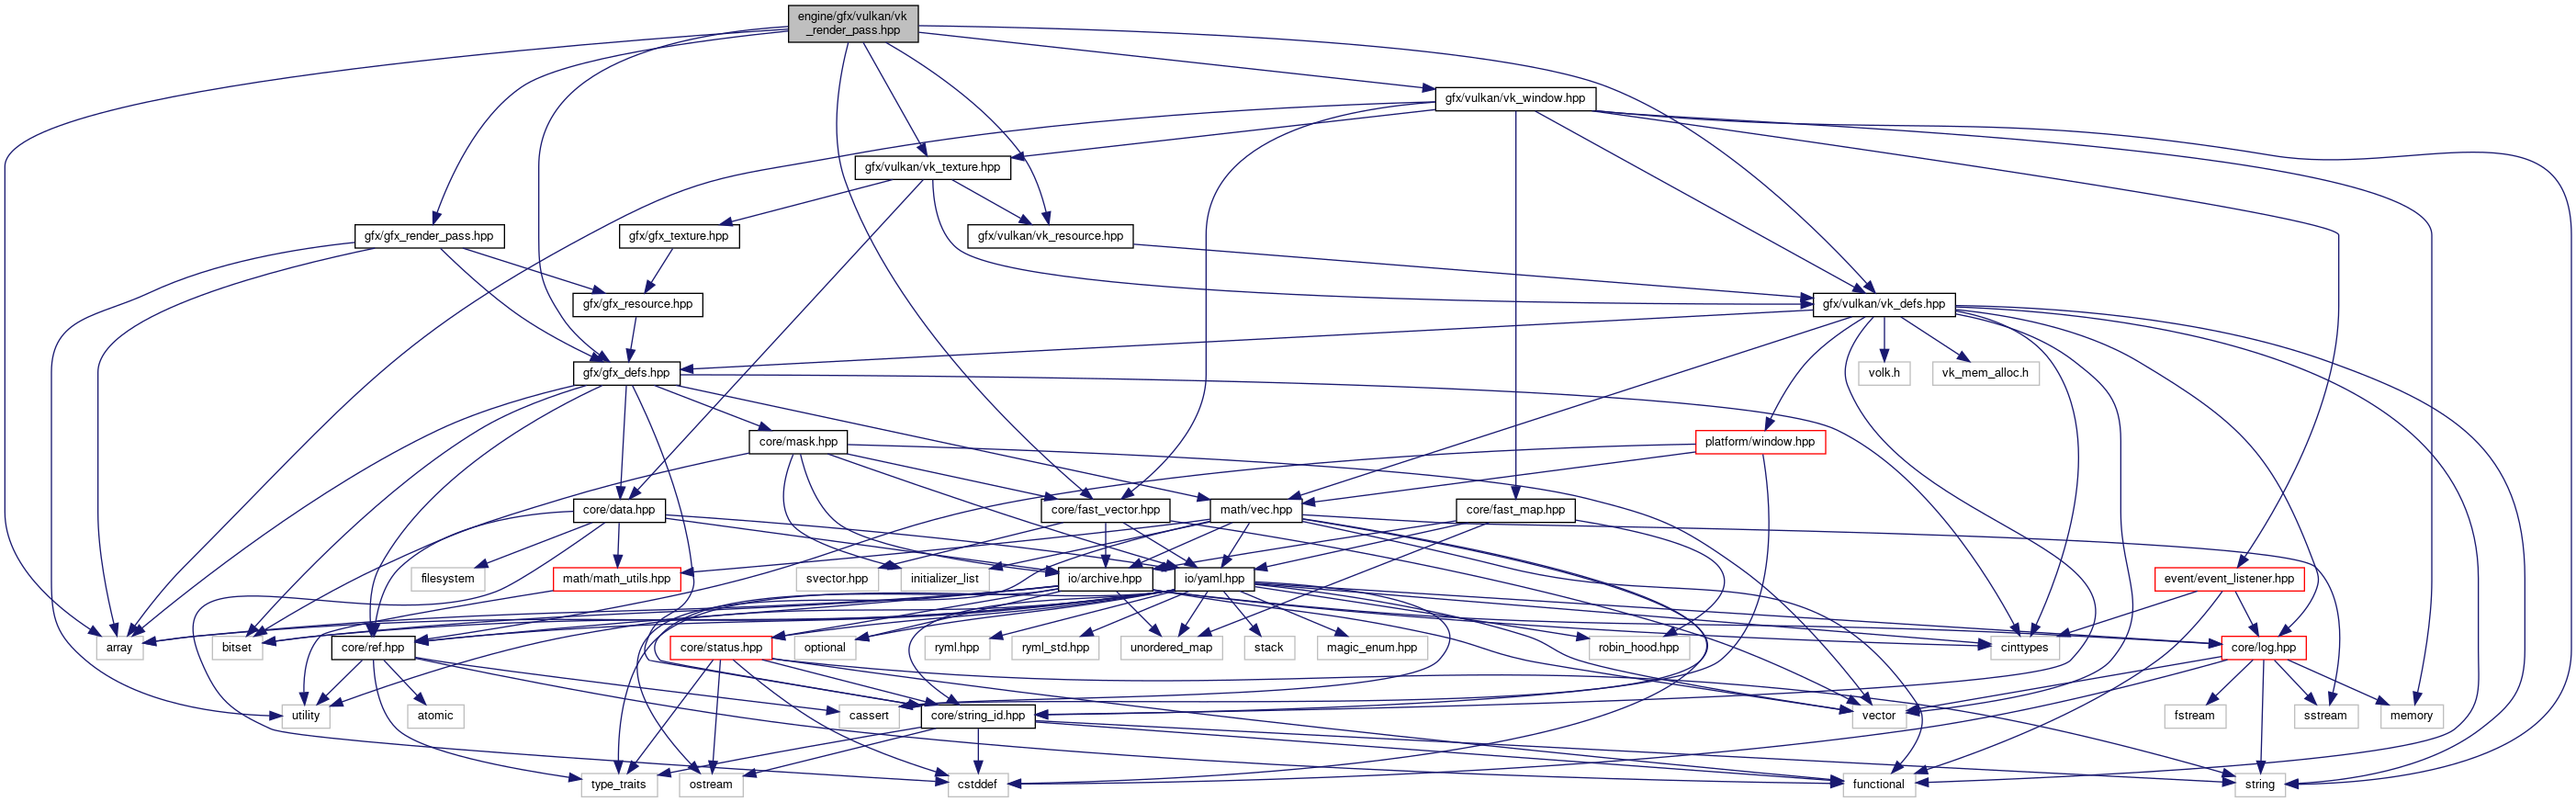 engine/gfx/vulkan/vk
_render_pass.hpp
gfx/vulkan/vk_window.hpp
gfx/vulkan/vk_texture.hpp
gfx/gfx_render_pass.hpp
gfx/gfx_texture.hpp
gfx/vulkan/vk_resource.hpp
gfx/gfx_resource.hpp
gfx/vulkan/vk_defs.hpp
gfx/gfx_defs.hpp
volk.h
vk_mem_alloc.h
core/mask.hpp
platform/window.hpp
core/data.hpp
core/fast_vector.hpp
math/vec.hpp
core/fast_map.hpp
filesystem
math/math_utils.hpp
svector.hpp
initializer_list
io/archive.hpp
io/yaml.hpp
event/event_listener.hpp
array
bitset
core/ref.hpp
core/status.hpp
optional
ryml.hpp
ryml_std.hpp
unordered_map
stack
magic_enum.hpp
robin_hood.hpp
cinttypes
core/log.hpp
utility
atomic
cassert
core/string_id.hpp
vector
fstream
sstream
memory
type_traits
ostream
cstddef
functional
string